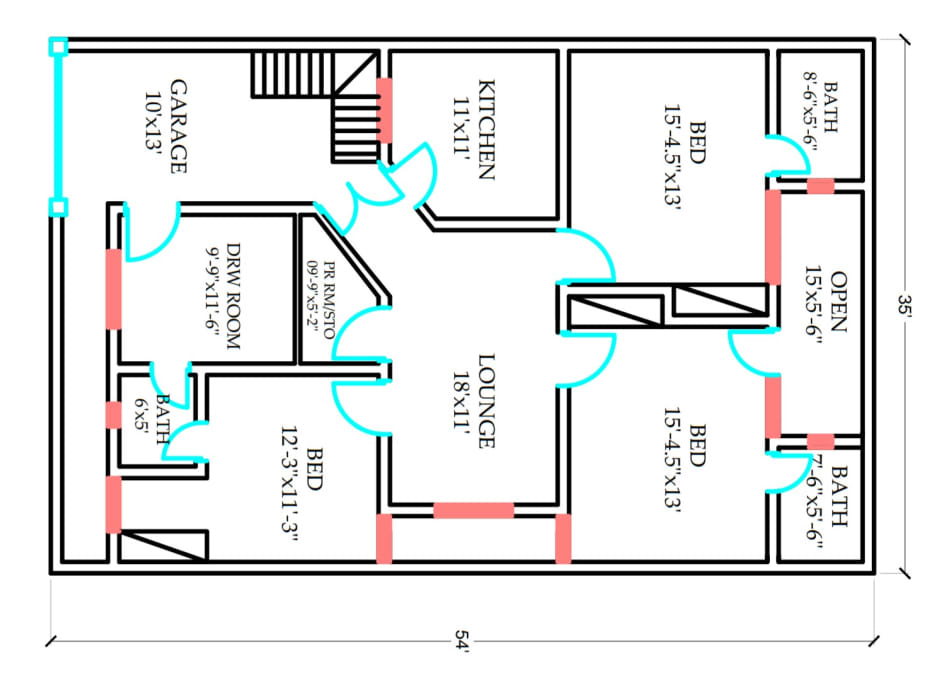 GARAGE
10'x13'
KITCHEN
11'x11'
BED
15'-4.5"x13'
BATH
8'-6"x5'-6"
DRW ROOM
9'-9"x11'-6"
PR RM/STO
09'-9"x5'-2"
OPEN
15'x5'-6"
LOUNGE
18'x11'
BATH
6'x5'
BED
12'-3"x11'-3"
BED
15'-4.5"x13'
BATH
7'-6"x5'-6"
35'
54'